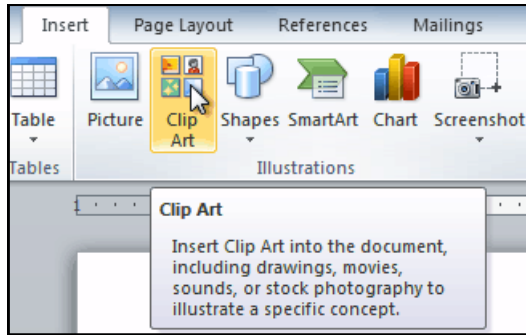 Insert Page Layout References Mailings
Table Picture Clip Art Shapes SmartArt Chart Screenshot
Tables Illustrations
1
Clip Art
Insert Clip Art into the document,
including drawings, movies,
sounds, or stock photography to
illustrate a specific concept.